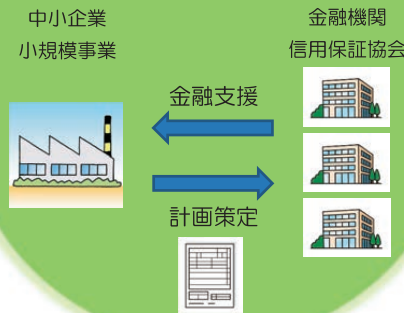 中小企業
小規模事業
金融機関
信用保証協会
金融支援
計画策定